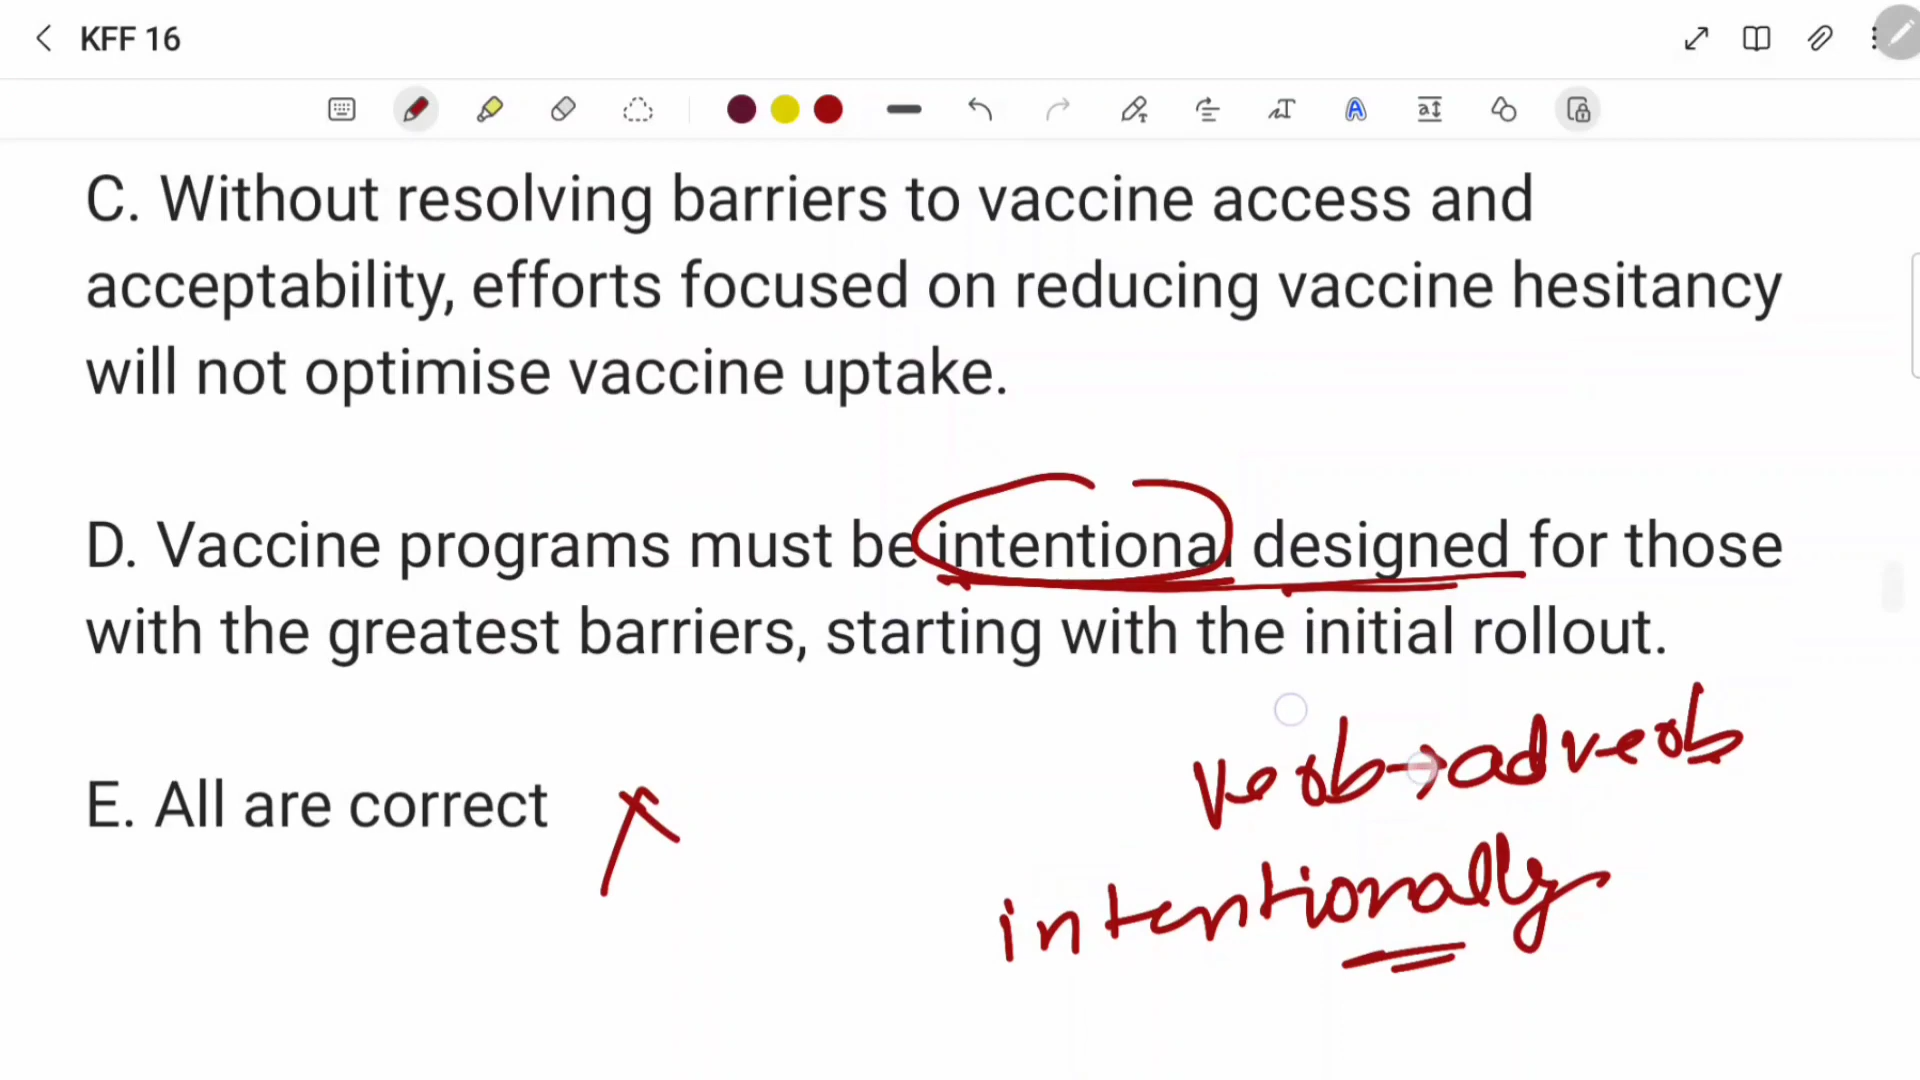 KFF 16
C. Without resolving barriers to vaccine access and
acceptability, efforts focused on reducing vaccine hesitancy
will not optimise vaccine uptake.
D. Vaccine programs must be intentional designed for those
with the greatest barriers, starting with the initial rollout.
verb→adverb
E. All are correct
intentionally